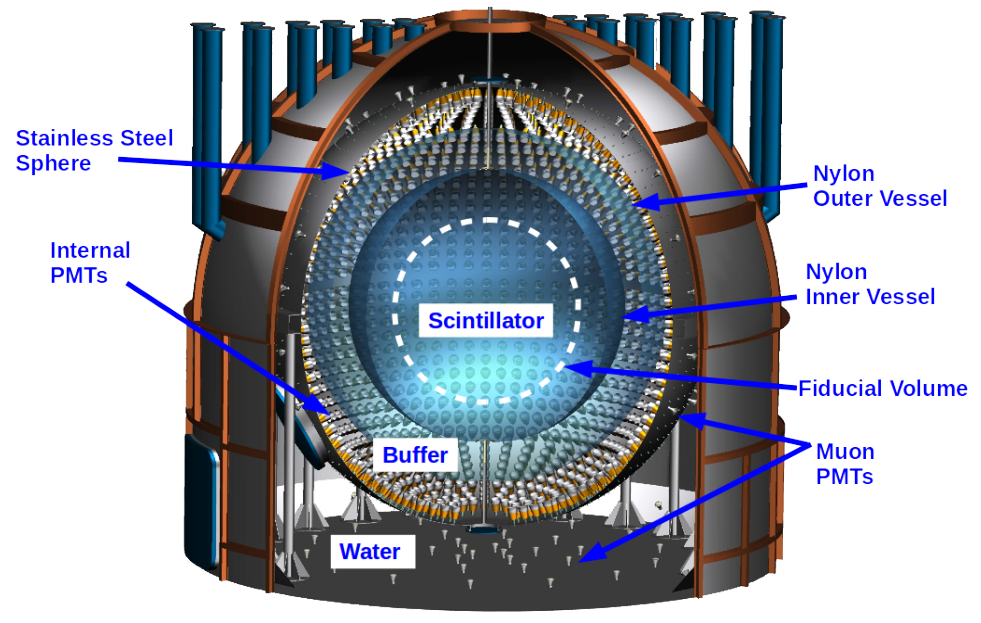 Stainless Steel
Sphere
Nylon
Outer Vessel
Internal
PMTs
Nylon
Inner Vessel
Scintillator
Fiducial Volume
Buffer
Muon
PMTs
Water